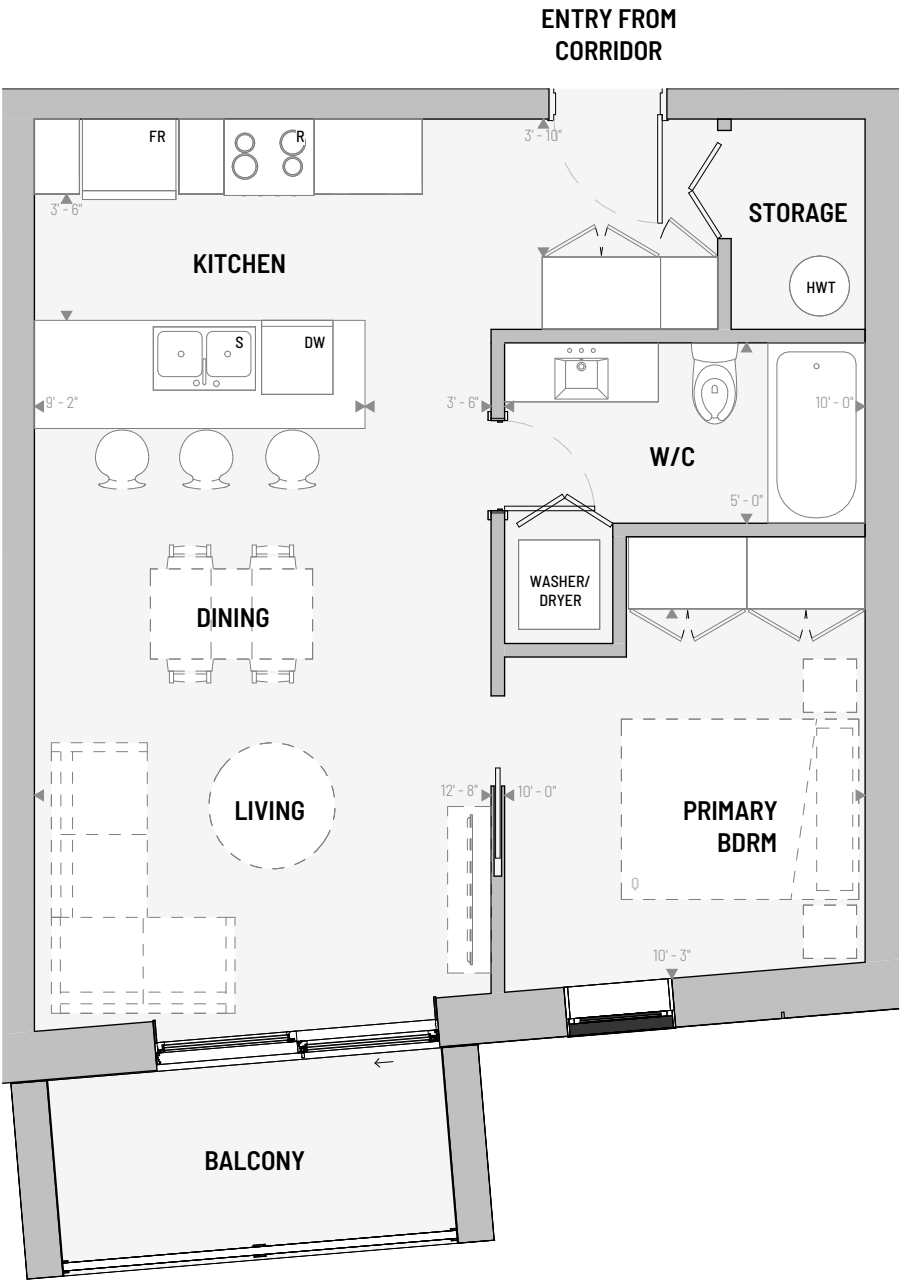 ENTRY FROM
CORRIDOR
FR
R
3' - 10"
3' - 6"
STORAGE
KITCHEN
HWT
S
DW
9' - 2"
3' - 6"
10' - 0"
W/C
5' - 0"
WASHER/
DRYER
DINING
12' - 8"
10' - 0"
LIVING
PRIMARY
BDRM
Q
10' - 3"
BALCONY